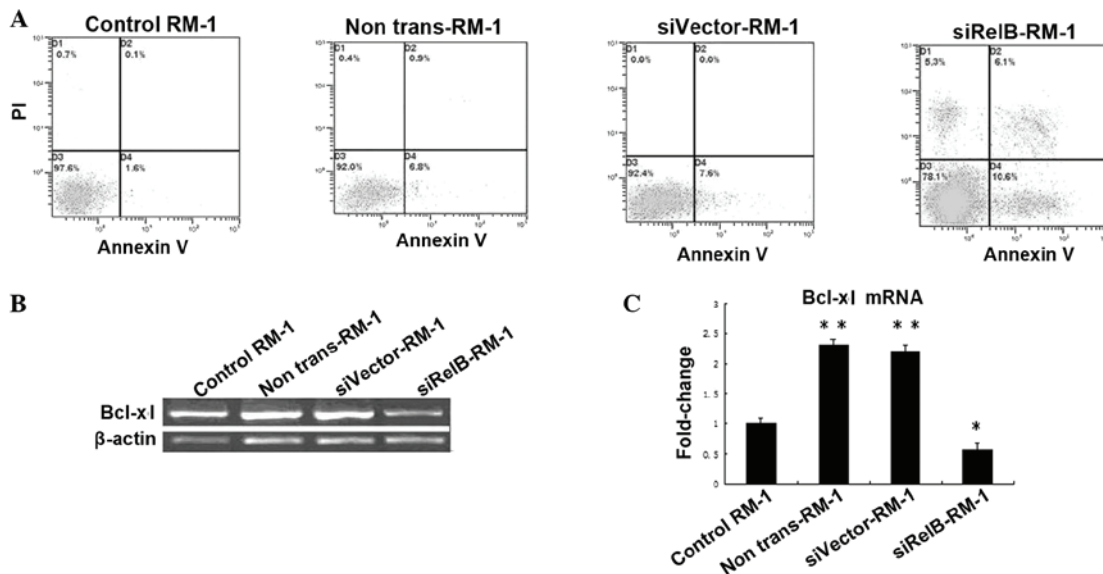 A
Control RM-1
Non trans-RM-1
siVector-RM-1
siRelB-RM-1
PI
D1
0.7%
D2
0.1%
D3
97.6%
D4
1.6%
Annexin V
D1
0.4%
D2
0.9%
D3
92.0%
D4
6.8%
Annexin V
D1
0.0%
D2
0.0%
D3
92.4%
D4
7.6%
Annexin V
D1
5.3%
D2
6.1%
D3
78.1%
D4
10.6%
Annexin V
B
Control RM-1
Non trans-RM-1
siVector-RM-1
siRelB-RM-1
Bcl-xl
β-actin
C
Bcl-xl mRNA
Fold-change
3
2.5
2
1.5
1
0.5
0
* *
* *
*
Control RM-1
Non trans-RM-1
siVector-RM-1
siRelB-RM-1